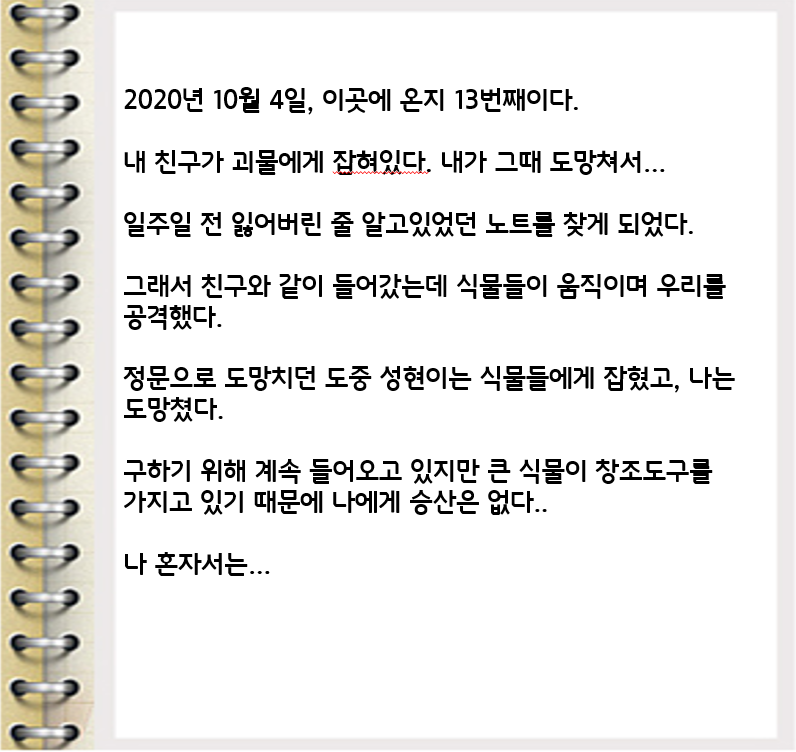 2020년 10월 4일, 이곳에 온지 13번째이다.
내 친구가 괴물에게 잡혀있다. 내가 그때 도망쳐서...
일주일 전 잃어버린 줄 알고있었던 노트를 찾게 되었다.
그래서 친구와 같이 들어갔는데 식물들이 움직이며 우리를
공격했다.
정문으로 도망치던 도중 성현이는 식물들에게 잡혔고, 나는
도망쳤다.
구하기 위해 계속 들어오고 있지만 큰 식물이 창조도구를
가지고 있기 때문에 나에게 승산은 없다..
나 혼자서는...